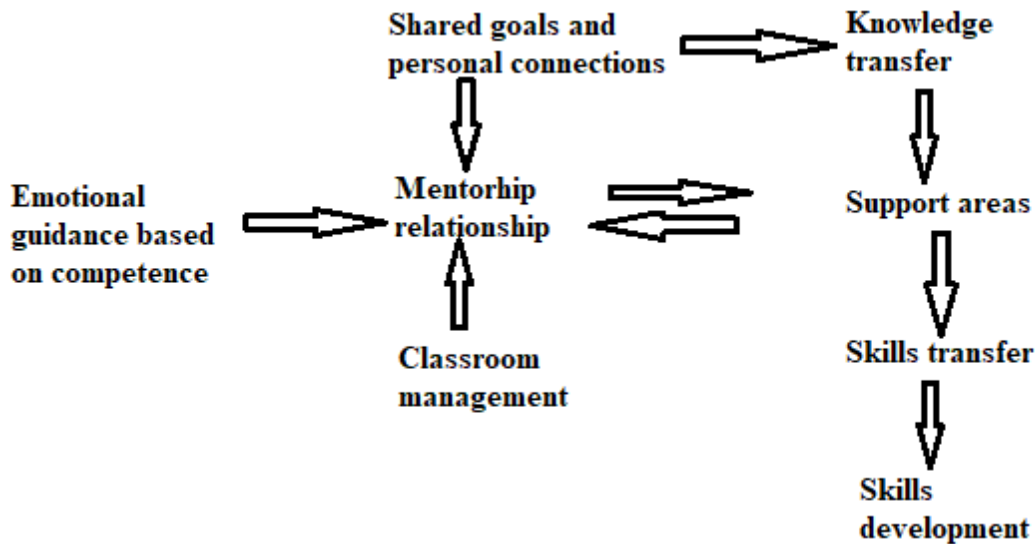 Shared goals and
personal connections
Knowledge
transfer
Emotional
guidance based
on competence
Mentorhip
relationship
Support areas
Classroom
management
Skills transfer
Skills
development